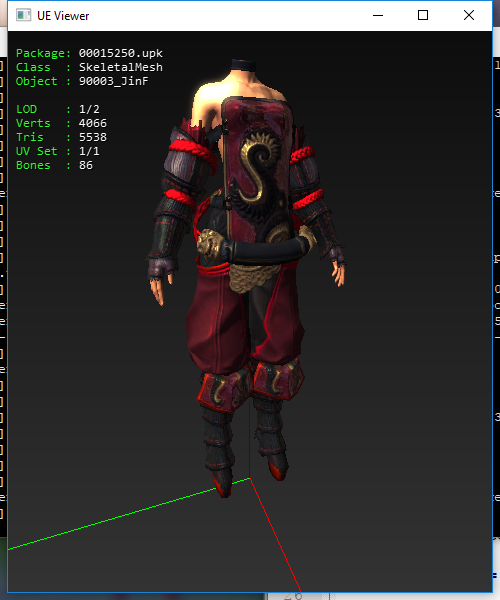 UE Viewer
Package: 00015250.upk
Class : SkeletalMesh
Object : 90003_JinF
LOD : 1/2
Verts : 4066
Tris : 5538
UV Set : 1/1
Bones : 86